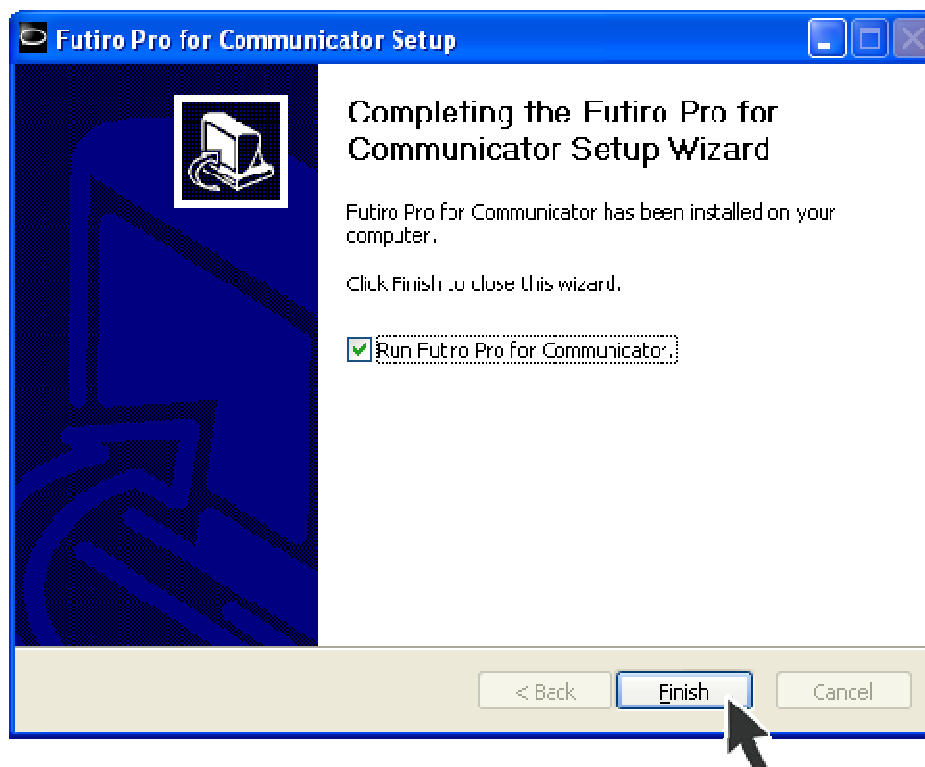 Futiro Pro for Communicator Setup
Completing the Futiro Pro for
Communicator Setup Wizard
Futiro Pro for Communicator has been installed on your
computer.
Click Finish to close this wizard.
Run Futiro Pro for Communicator.
< Back
Finish
Cancel